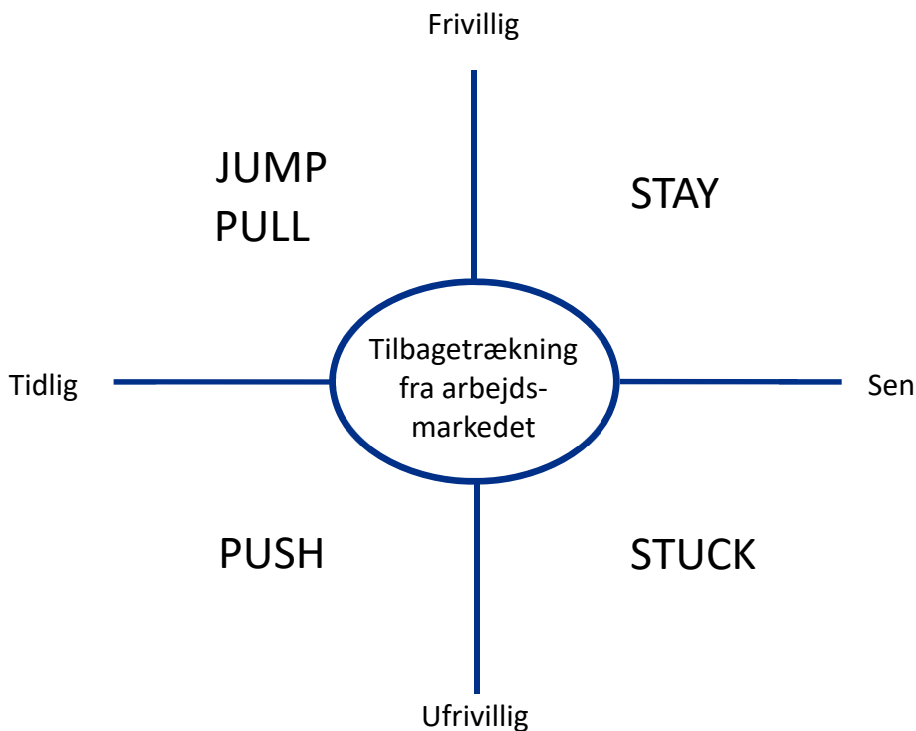 Frivillig
JUMP
PULL
STAY
Tilbagetrækning
fra arbejds-
markedet
Tidlig
Sen
PUSH
STUCK
Ufrivillig